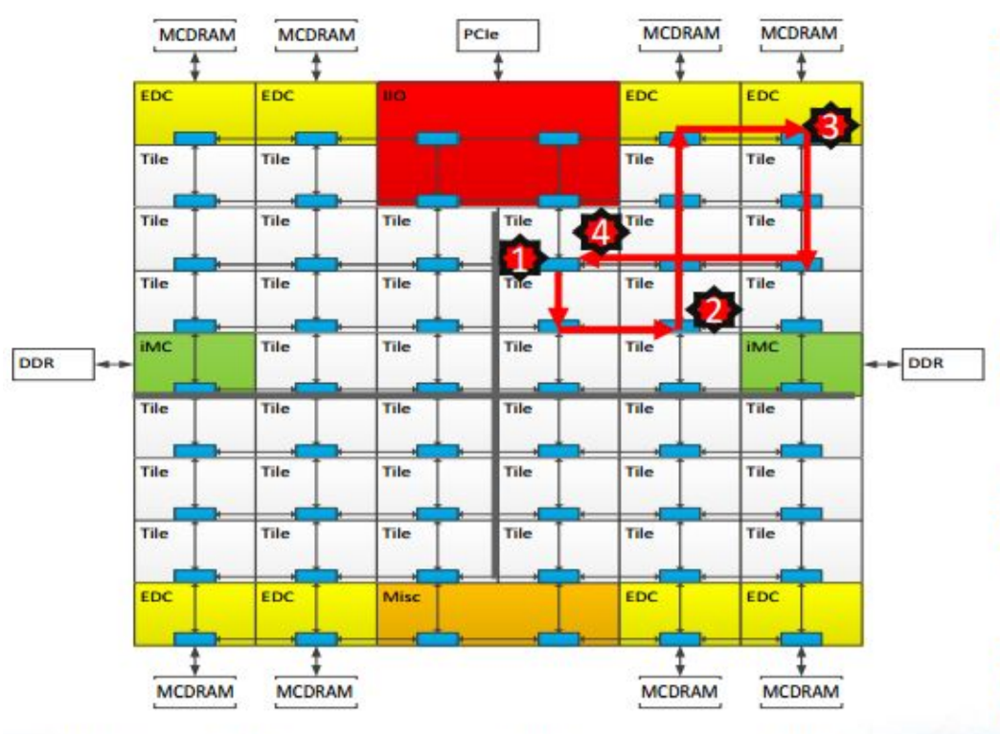 MCDRAM MCDRAM PCIe MCDRAM MCDRAM
EDC EDC IIO EDC EDC
3
Tile Tile Tile Tile
Tile Tile Tile Tile Tile Tile
4
1
Tile Tile Tile Tile Tile Tile
2
iMC Tile Tile Tile Tile iMC
DDR DDR
Tile Tile Tile Tile Tile Tile
Tile Tile Tile Tile Tile Tile
Tile Tile Tile Tile Tile Tile
EDC EDC Misc EDC EDC
MCDRAM MCDRAM MCDRAM MCDRAM